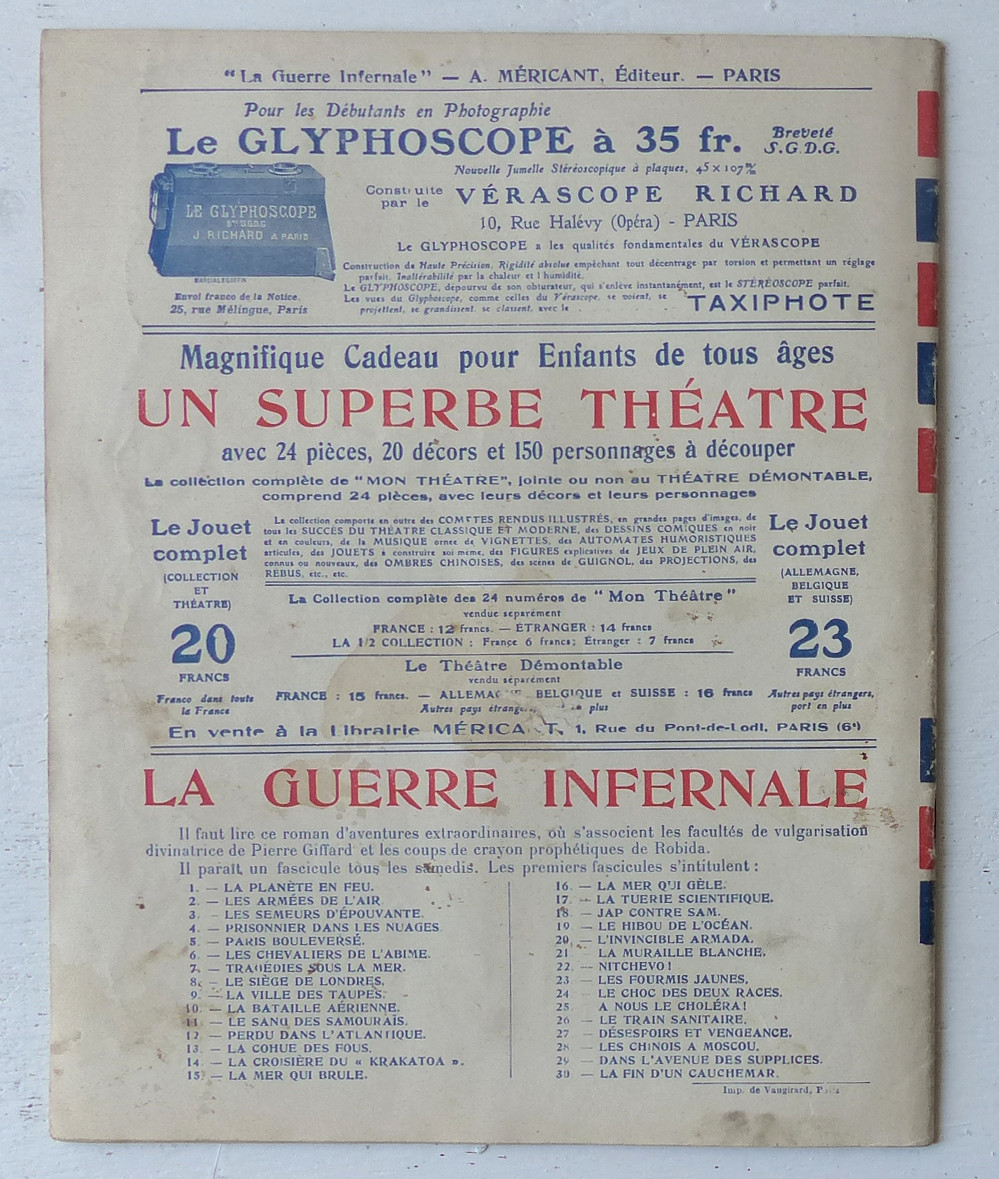 "La Guerre Infernale" — A. MÉRICANT, Éditeur. — PARIS
Pour les Débutants en Photographie
Le GLYPHOSCOPE à 35 fr. Breveté S.G.D.G.
Nouvelle Jumelle Stéréoscopique à plaques, 45 × 107 m/m
LE GLYPHOSCOPE
Bté S.G.D.G
J. RICHARD A PARIS
Construite par le VÉRASCOPE RICHARD
10, Rue Halévy (Opéra) - PARIS
Le GLYPHOSCOPE a les qualités fondamentales du VÉRASCOPE
Construction de Haute Précision, Rigidité absolue empêchant tout décentrage par torsion et permettant un réglage
parfait. Inaltérabilité par la chaleur et l'humidité.
Le GLYPHOSCOPE, dépourvu de son obturateur, qui s'enlève instantanément, est le STÉRÉOSCOPE parfait.
Les vues du Glyphoscope, comme celles du Vérascope, se voient, se
projettent, se grandissent, se classent, avec le
TAXIPHOTE
Envoi franco de la Notice.
25, rue Mélingue, Paris
Magnifique Cadeau pour Enfants de tous âges
UN SUPERBE THÉATRE
avec 24 pièces, 20 décors et 150 personnages à découper
La collection complète de "MON THÉATRE", jointe ou non au THÉATRE DÉMONTABLE,
comprend 24 pièces, avec leurs décors et leurs personnages
Le Jouet
complet
(COLLECTION
ET
THÉATRE)
20
FRANCS
Franco dans toute
la France
La collection comporte en outre des COMPTES RENDUS ILLUSTRÉS, en grandes pages d'images, de
tous les SUCCÈS DU THÉATRE CLASSIQUE ET MODERNE, des DESSINS COMIQUES en noir
et en couleurs, de la MUSIQUE ornée de VIGNETTES, des AUTOMATES HUMORISTIQUES
articulés, des JOUETS à construire soi-même, des FIGURES explicatives de JEUX DE PLEIN AIR,
connus ou nouveaux, des OMBRES CHINOISES, des scènes de GUIGNOL, des PROJECTIONS, des
RÉBUS, etc., etc.
La Collection complète des 24 numéros de "Mon Théâtre"
vendue séparément
FRANCE : 12 francs. — ÉTRANGER : 14 francs
LA 1/2 COLLECTION : France 6 francs; Étranger : 7 francs
Le Théâtre Démontable
vendu séparément
FRANCE : 15 francs. — BELGIQUE et SUISSE : 16 francs
Autres pays plus
Le Jouet
complet
(ALLEMAGNE,
BELGIQUE
ET SUISSE)
23
FRANCS
Autres pays étrangers,
port en plus
En vente à la Librairie 1, Rue du Pont-de-Lodi, PARIS (6e)
LA GUERRE INFERNALE
Il faut lire ce roman d'aventures extraordinaires, où s'associent les facultés de vulgarisation
divinatrice de Pierre Giffard et les coups de crayon prophétiques de Robida.
Il paraît un fascicule tous les samedis. Les premiers fascicules s'intitulent :
1. — LA PLANÈTE EN FEU.
2. — LES ARMÉES DE L'AIR
3. — LES SEMEURS D'ÉPOUVANTE.
4. — PRISONNIER DANS LES NUAGES
5. — PARIS BOULEVERSÉ.
6. — LES CHEVALIERS DE L'ABIME.
7. — TRAGÉDIES SOUS LA MER.
8. — LE SIÈGE DE LONDRES.
9. — LA VILLE DES TAUPES.
10. — LA BATAILLE AÉRIENNE.
11. — LE SANG DES SAMOURAÏS.
12. — PERDU DANS L'ATLANTIQUE.
13. — LA COHUE DES FOUS.
14. — LA CROISIÈRE DU « KRAKATOA ».
15. — LA MER QUI BRULE.
16. — LA MER QUI GÈLE.
17. — LA TUERIE SCIENTIFIQUE.
18. — JAP CONTRE SAM.
19. — LE HIBOU DE L'OCÉAN.
20. — L'INVINCIBLE ARMADA.
21. — LA MURAILLE BLANCHE.
22. — NITCHEVO !
23. — LES FOURMIS JAUNES.
24. — LE CHOC DES DEUX RACES.
25. — A NOUS LE CHOLÉRA !
26. — LE TRAIN SANITAIRE.
27. — DÉSESPOIRS ET VENGEANCE.
28. — LES CHINOIS A MOSCOU.
29. — DANS L'AVENUE DES SUPPLICES.
30. — LA FIN D'UN CAUCHEMAR.
Imp. de Vaugirard,